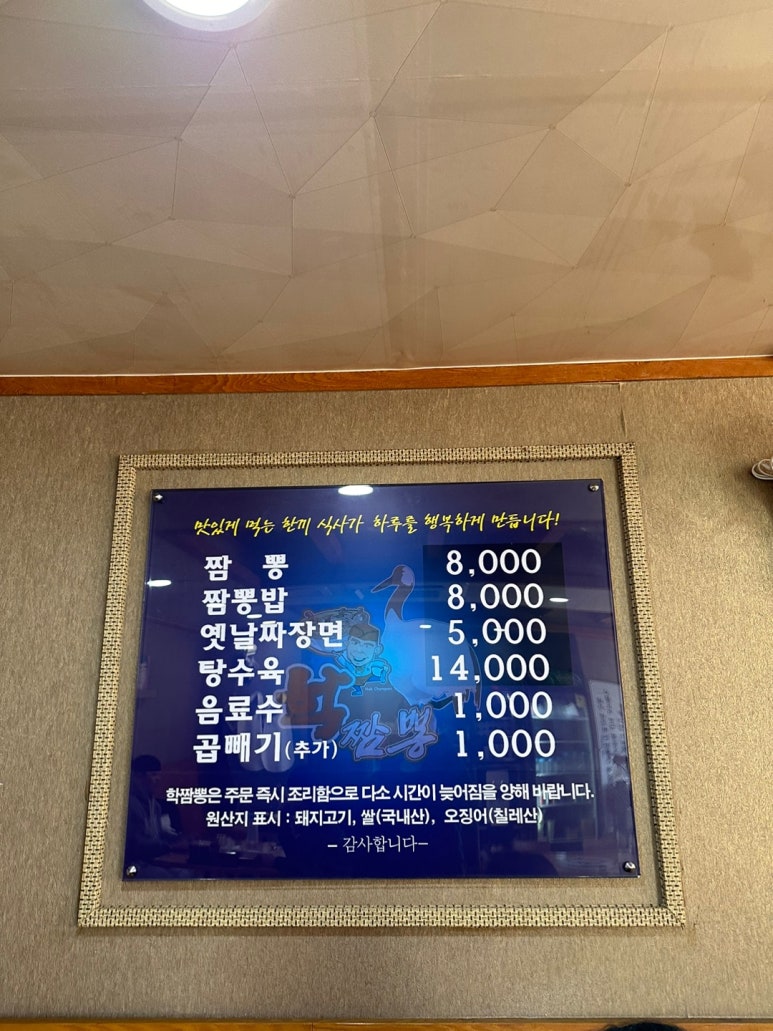 맛있게 먹는 한끼 식사가 하루를 행복하게 만듭니다!
짬 뽕 8,000
짬뽕밥 8,000
옛날짜장면 5,000
탕수육 14,000
음료수 1,000
곱빼기(추가) 1,000
학짬뽕
학짬뽕은 주문 즉시 조리함으로 다소 시간이 늦어짐을 양해 바랍니다.
원산지 표시 : 돼지고기, 쌀(국내산), 오징어(칠레산)
- 감사합니다-